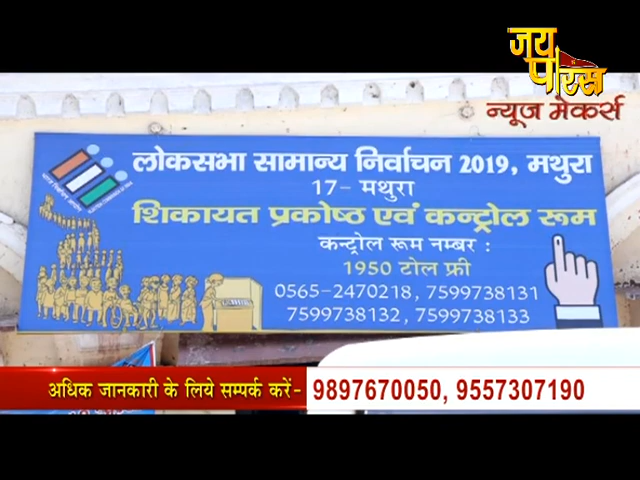 जय
पारस
न्यूज मेकर्स
लोकसभा सामान्य निर्वाचन 2019, मथुरा
17- मथुरा
शिकायत प्रकोष्ठ एवं कन्ट्रोल रूम
कन्ट्रोल रूम नम्बर :
1950 टोल फ्री
0565-2470218, 7599738131
7599738132, 7599738133
अधिक जानकारी के लिये सम्पर्क करें- 9897670050, 9557307190